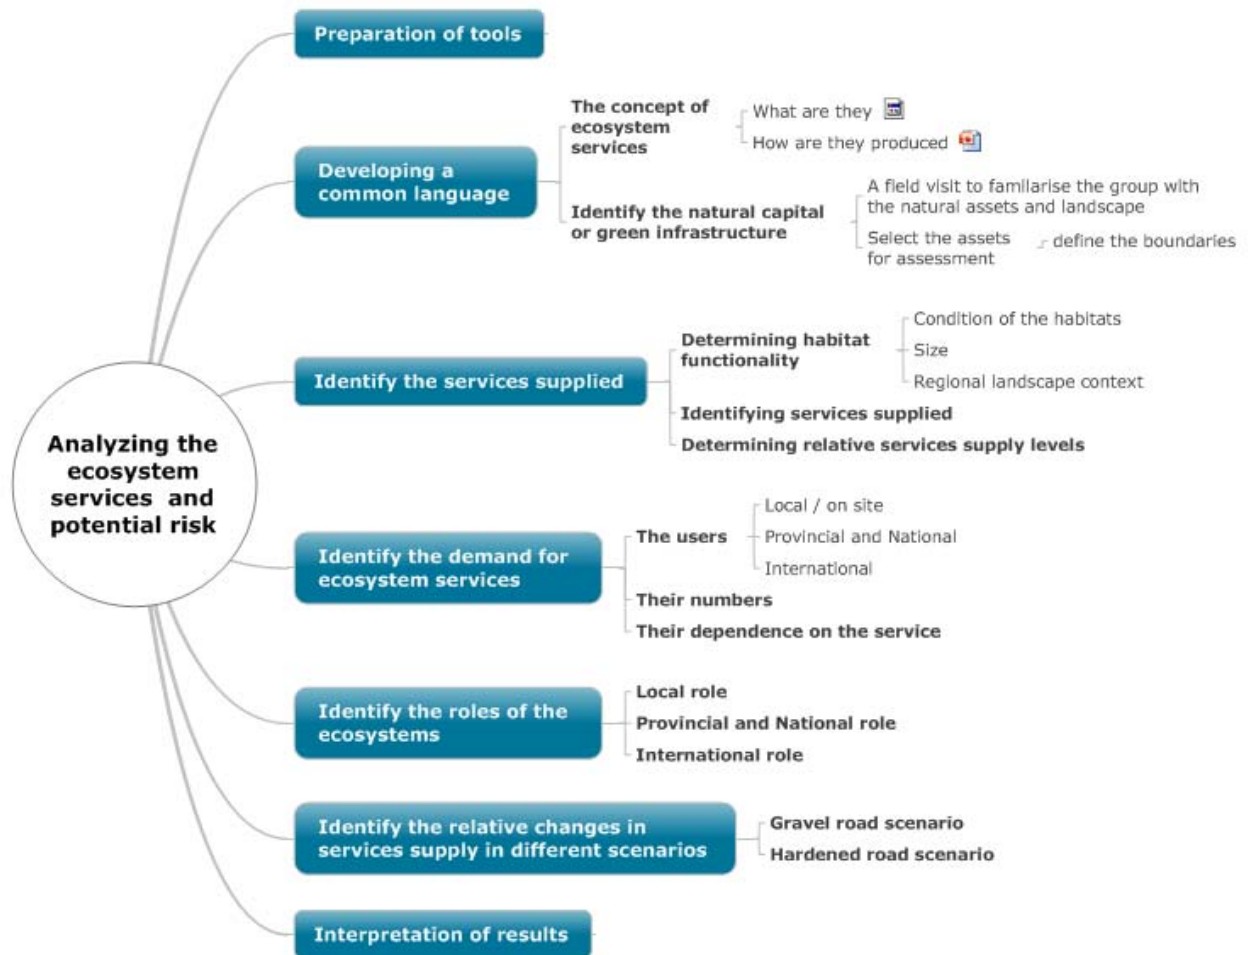 Preparation of tools
The concept of
ecosystem
services
What are they
How are they produced
Developing a
common language
Identify the natural capital
or green infrastructure
A field visit to familarise the group with
the natural assets and landscape
Select the assets
for assessment
define the boundaries
Identify the services supplied
Determining habitat
functionality
Condition of the habitats
Size
Regional landscape context
Identifying services supplied
Determining relative services supply levels
Analyzing the
ecosystem
services and
potential risk
Identify the demand for
ecosystem services
The users
Local / on site
Provincial and National
International
Their numbers
Their dependence on the service
Identify the roles of the
ecosystems
Local role
Provincial and National role
International role
Identify the relative changes in
services supply in different scenarios
Gravel road scenario
Hardened road scenario
Interpretation of results